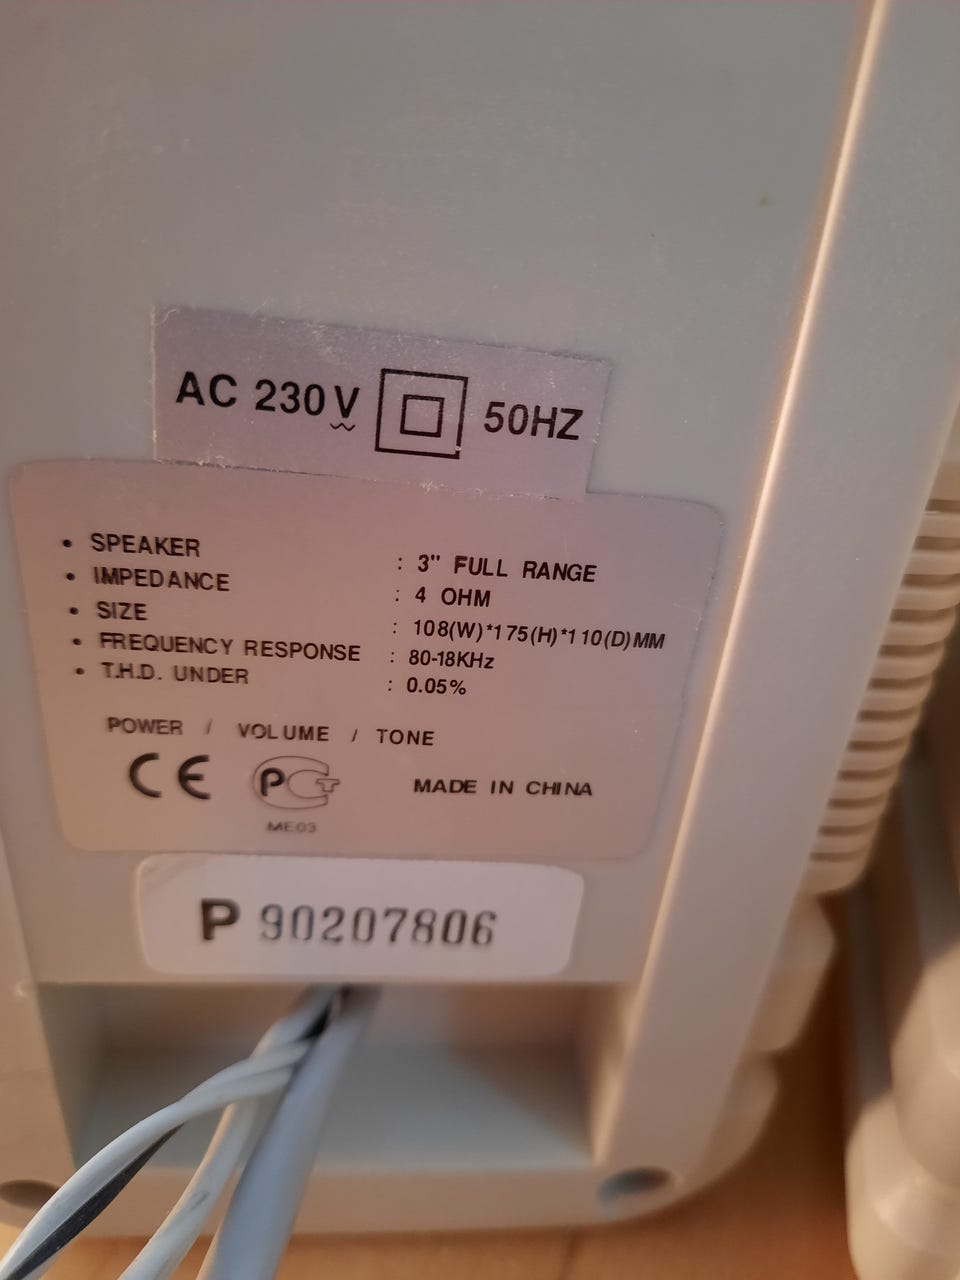 AC 230V 50HZ
• SPEAKER : 3" FULL RANGE
• IMPEDANCE : 4 OHM
• SIZE : 108(W)*175(H)*110(D)MM
• FREQUENCY RESPONSE : 80-18KHz
• T.H.D. UNDER : 0.05%
POWER / VOLUME / TONE
CE PCT MADE IN CHINA
ME03
P 90207806